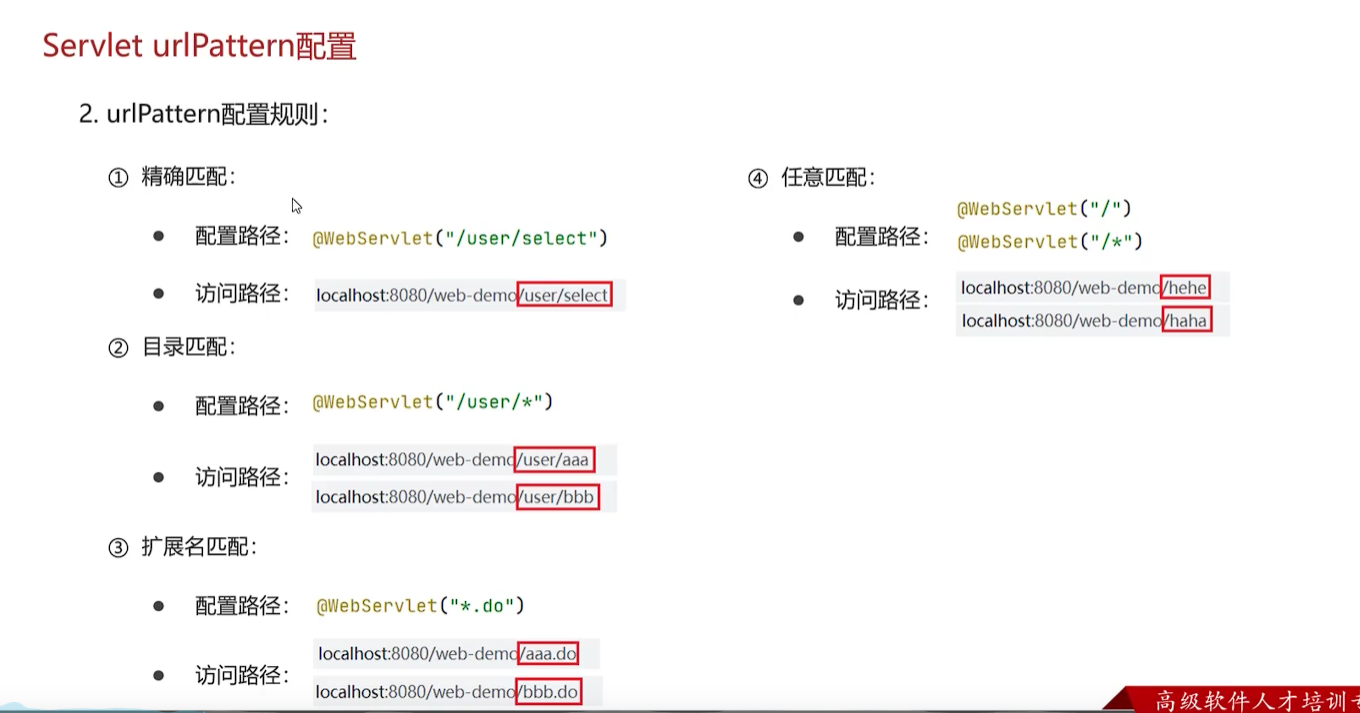 Servlet urlPattern配置
2. urlPattern配置规则：
① 精确匹配：
配置路径： @WebServlet("/user/select")
访问路径： localhost:8080/web-demo/user/select
② 目录匹配：
配置路径： @WebServlet("/user/*")
访问路径：
localhost:8080/web-demo/user/aaa
localhost:8080/web-demo/user/bbb
③ 扩展名匹配：
配置路径： @WebServlet("*.do")
访问路径：
localhost:8080/web-demo/aaa.do
localhost:8080/web-demo/bbb.do
④ 任意匹配：
配置路径：
@WebServlet("/")
@WebServlet("/*")
访问路径：
localhost:8080/web-demo/hehe
localhost:8080/web-demo/haha
高级软件人才培训